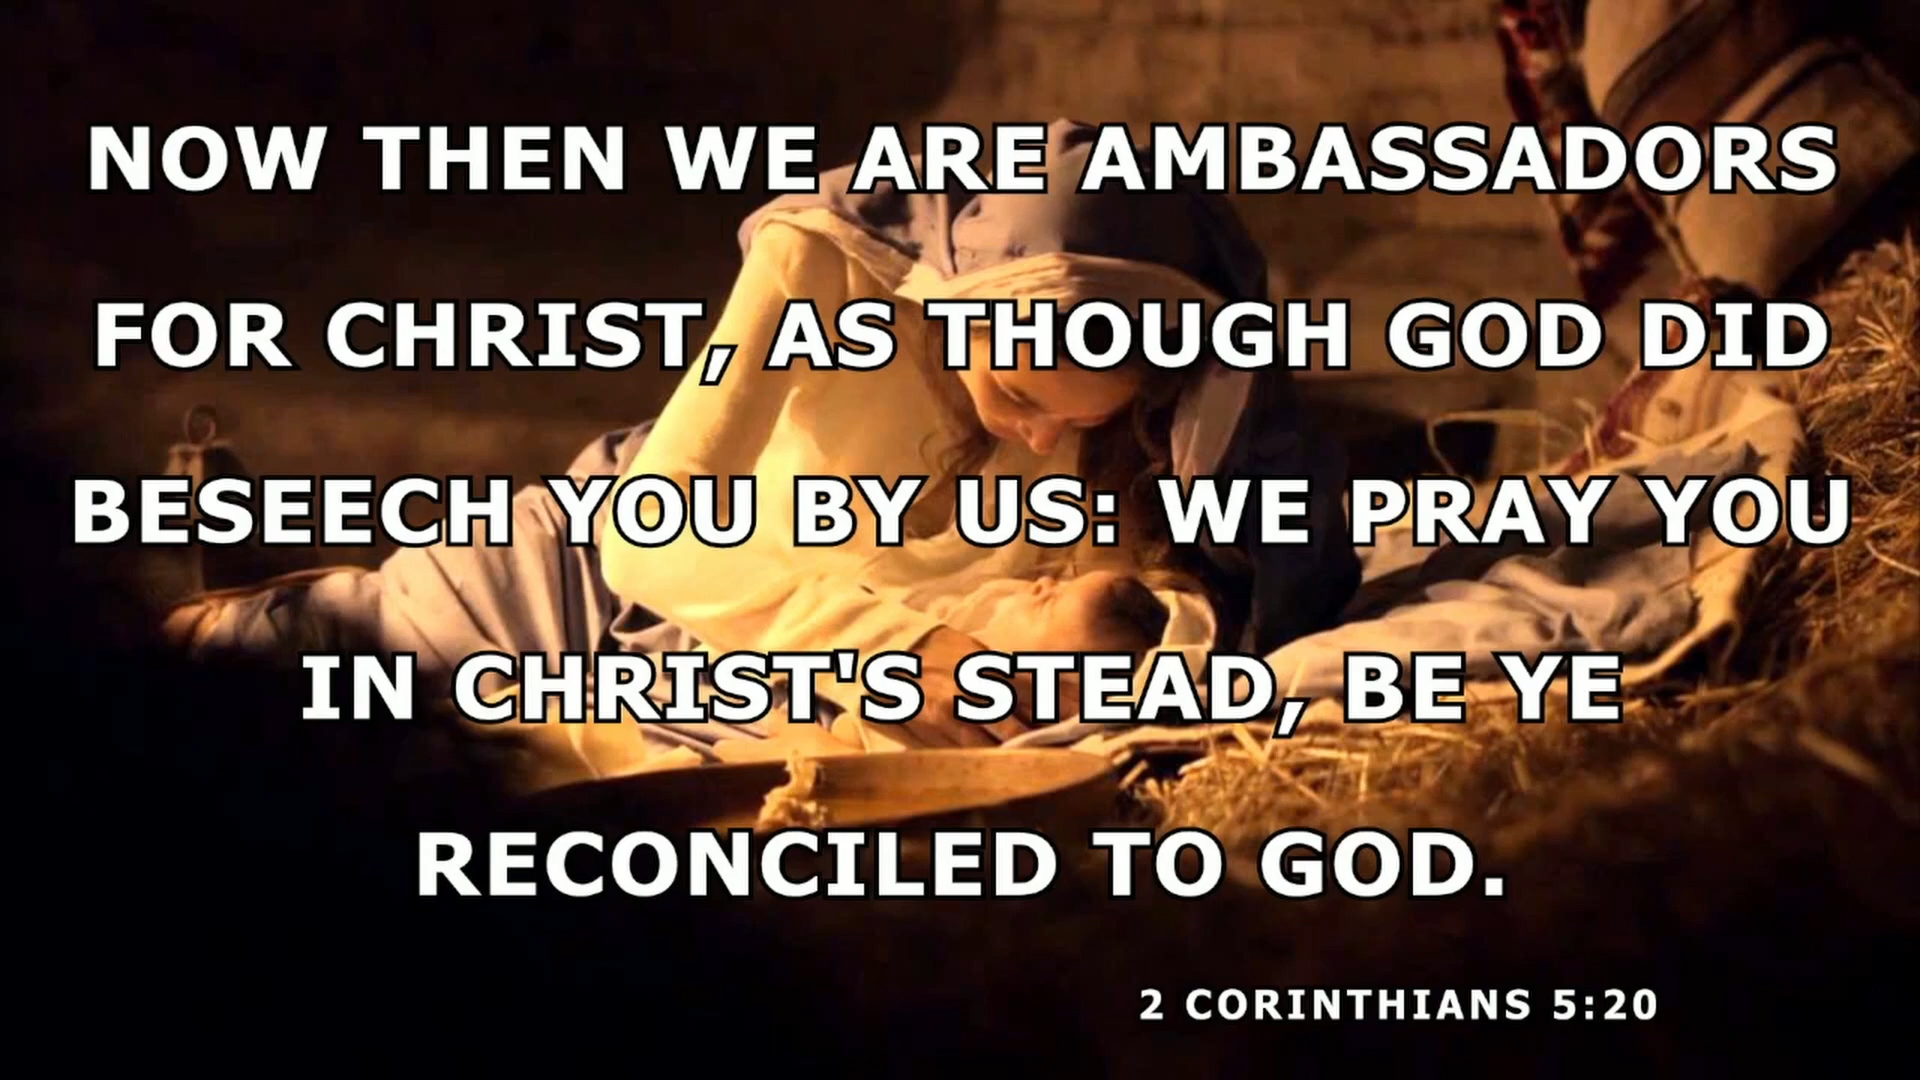 NOW THEN WE ARE AMBASSADORS
FOR CHRIST, AS THOUGH GOD DID
BESEECH YOU BY US: WE PRAY YOU
IN CHRIST'S STEAD, BE YE
RECONCILED TO GOD.
2 CORINTHIANS 5:20